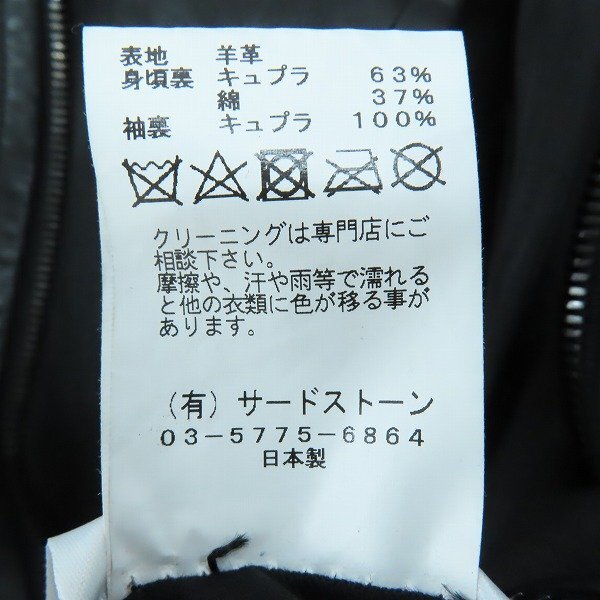 表地　羊革
身頃裏　キュプラ　63%
綿　37%
袖裏　キュプラ　100%
クリーニングは専門店にご
相談下さい。
摩擦や、汗や雨等で濡れる
と他の衣類に色が移る事が
あります。
（有）サードストーン
03-5775-6864
日本製